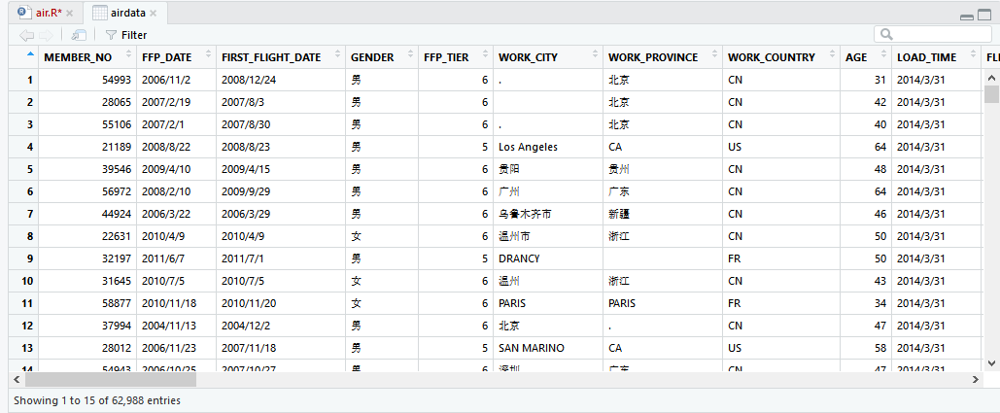 air.R* airdata
Filter
MEMBER_NO FFP_DATE FIRST_FLIGHT_DATE GENDER FFP_TIER WORK_CITY WORK_PROVINCE WORK_COUNTRY AGE LOAD_TIME FL
1 54993 2006/11/2 2008/12/24 男 6 . 北京 CN 31 2014/3/31
2 28065 2007/2/19 2007/8/3 男 6 北京 CN 42 2014/3/31
3 55106 2007/2/1 2007/8/30 男 6 . 北京 CN 40 2014/3/31
4 21189 2008/8/22 2008/8/23 男 5 Los Angeles CA US 64 2014/3/31
5 39546 2009/4/10 2009/4/15 男 6 贵阳 贵州 CN 48 2014/3/31
6 56972 2008/2/10 2009/9/29 男 6 广州 广东 CN 64 2014/3/31
7 44924 2006/3/22 2006/3/29 男 6 乌鲁木齐市 新疆 CN 46 2014/3/31
8 22631 2010/4/9 2010/4/9 女 6 温州市 浙江 CN 50 2014/3/31
9 32197 2011/6/7 2011/7/1 男 5 DRANCY FR 50 2014/3/31
10 31645 2010/7/5 2010/7/5 女 6 温州 浙江 CN 43 2014/3/31
11 58877 2010/11/18 2010/11/20 女 6 PARIS PARIS FR 34 2014/3/31
12 37994 2004/11/13 2004/12/2 男 6 北京 . CN 47 2014/3/31
13 28012 2006/11/23 2007/11/18 男 5 SAN MARINO CA US 58 2014/3/31
14 54943 2006/10/25 2007/10/27 男 6 深圳 广东 CN 47 2014/3/31
Showing 1 to 15 of 62,988 entries